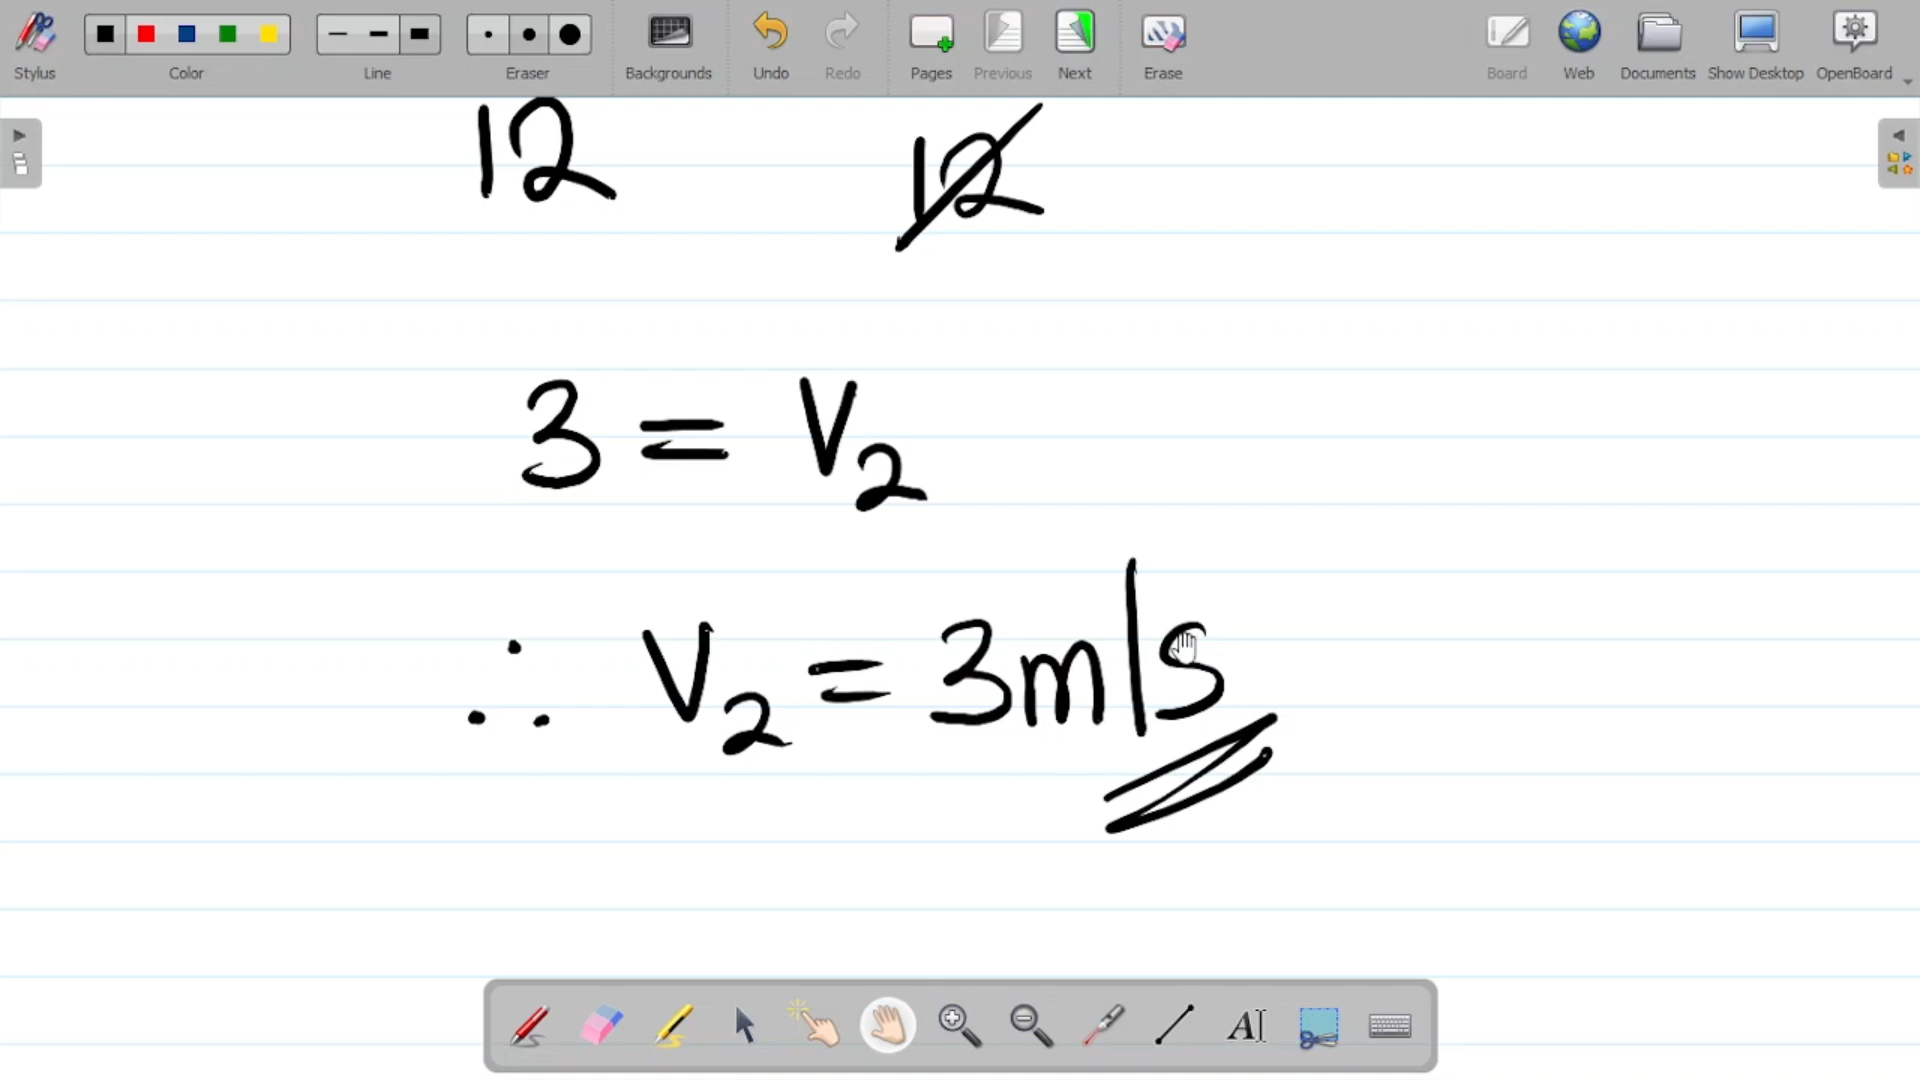 Stylus Color Line Eraser Backgrounds Undo Redo Pages Previous Next Erase Board Web Documents Show Desktop OpenBoard
12 12
3 = V₂
∴ V₂ = 3m/s
AI